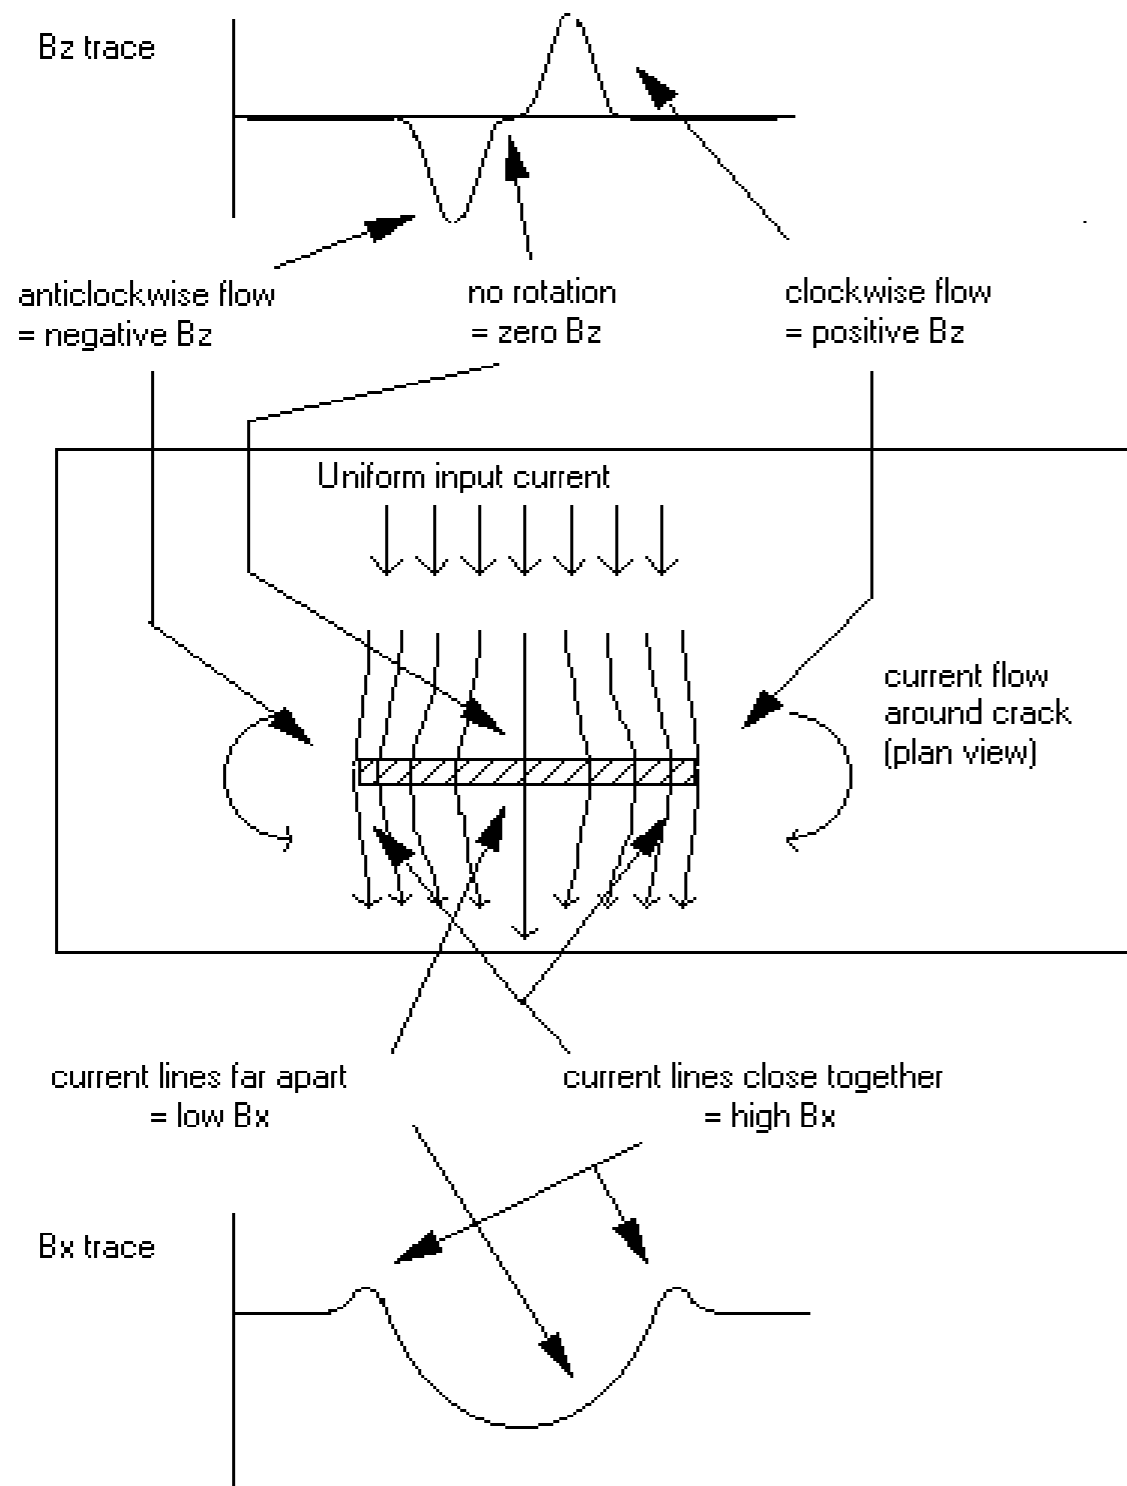 Bz trace
anticlockwise flow
= negative Bz
no rotation
= zero Bz
clockwise flow
= positive Bz
Uniform input current
current flow
around crack
(plan view)
current lines far apart
= low Bx
current lines close together
= high Bx
Bx trace